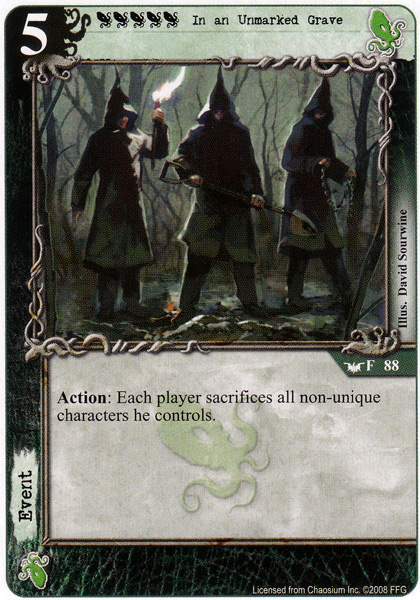 5
In an Unmarked Grave
Illus. David Sourwine
F 88
Action: Each player sacrifices all non-unique
characters he controls.
Event
Licensed from Chaosium Inc. ©2008 FFG